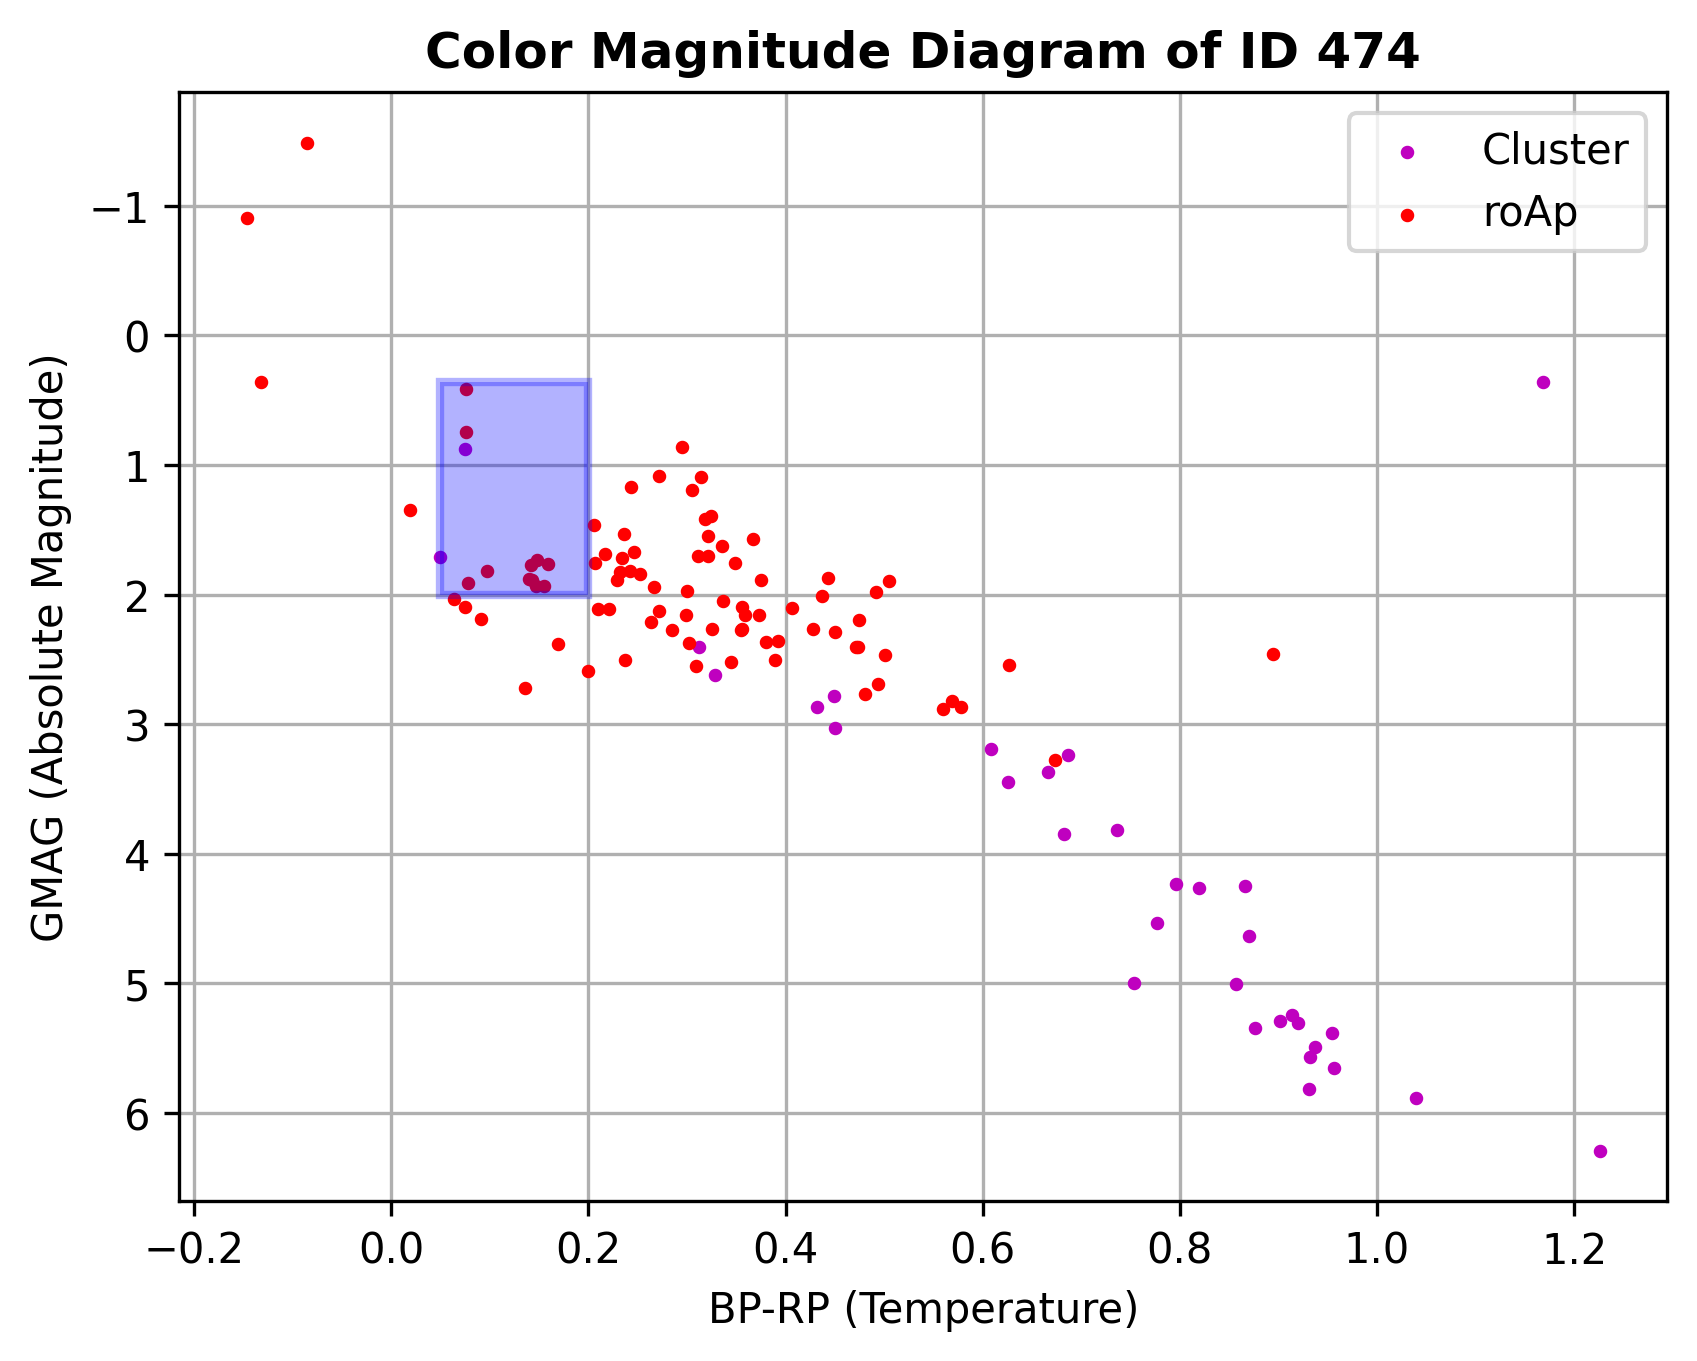 Color Magnitude Diagram of ID 474
Cluster
roAp
−1
0
1
2
3
4
5
6
GMAG (Absolute Magnitude)
−0.2 0.0 0.2 0.4 0.6 0.8 1.0 1.2
BP-RP (Temperature)